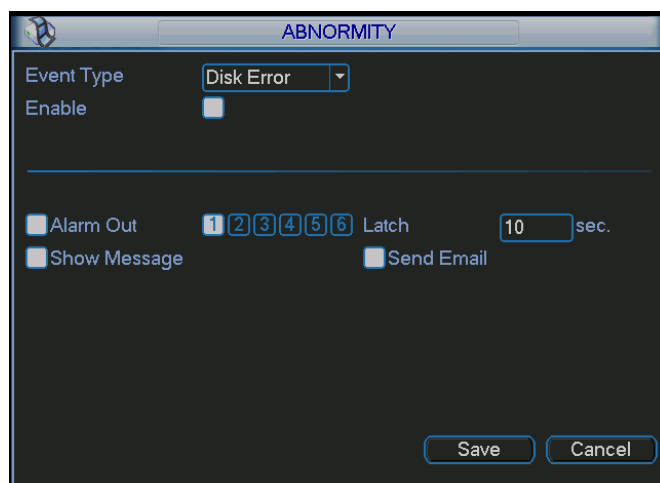 ABNORMITY
Event Type Disk Error
Enable
Alarm Out 1 2 3 4 5 6 Latch 10 sec.
Show Message Send Email
Save Cancel